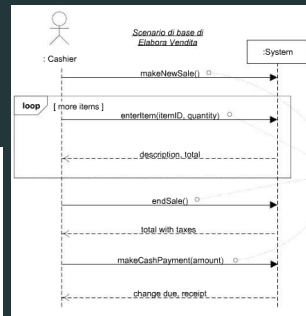 Scenario di base di
Elabora Vendita
: Cashier
:System
makeNewSale()
loop
[ more items ]
enterItem(itemID, quantity)
description, total
endSale()
total with taxes
makeCashPayment(amount)
change due, receipt